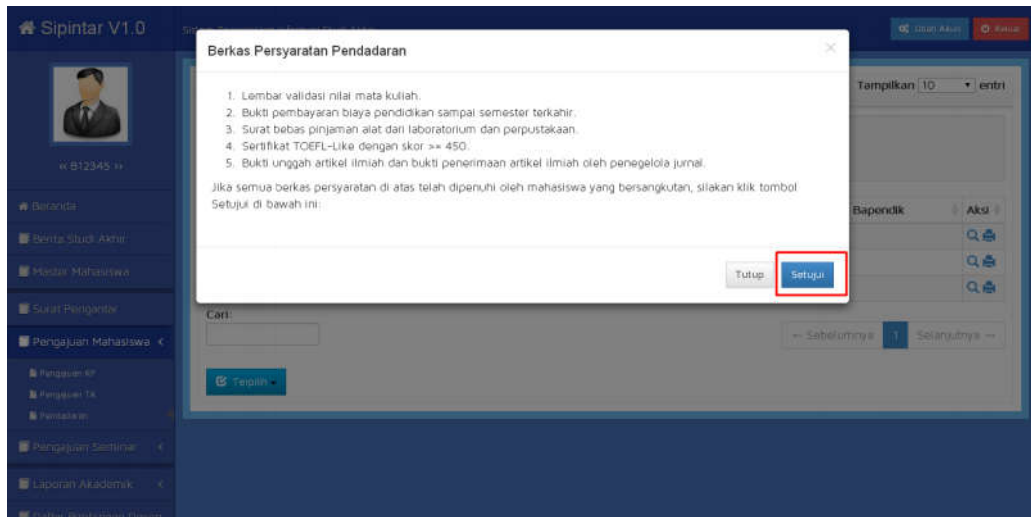 Sipintar V1.0
Ubah Akun
Keluar
Berkas Persyaratan Pendadaran
×
1. Lembar validasi nilai mata kuliah.
2. Bukti pembayaran biaya pendidikan sampai semester terkahir.
3. Surat bebas pinjaman alat dari laboratorium dan perpustakaan.
4. Sertifikat TOEFL-Like dengan skor >= 450.
5. Bukti unggah artikel ilmiah dan bukti penerimaan artikel ilmiah oleh penegelola jurnal.
Jika semua berkas persyaratan di atas telah dipenuhi oleh mahasiswa yang bersangkutan, silakan klik tombol
Setujui di bawah ini:
Tutup
Setujui
Tampilkan 10 entri
Bapendik
Aksi
Cari:
← Sebelumnya 1 Selanjutnya →
Terpilih
<< B12345 >>
Beranda
Berita Studi Akhir
Master Mahasiswa
Surat Pengantar
Pengajuan Mahasiswa <
Pengajuan KP
Pengajuan TA
Pendadaran
Pengajuan Seminar <
Laporan Akademik <